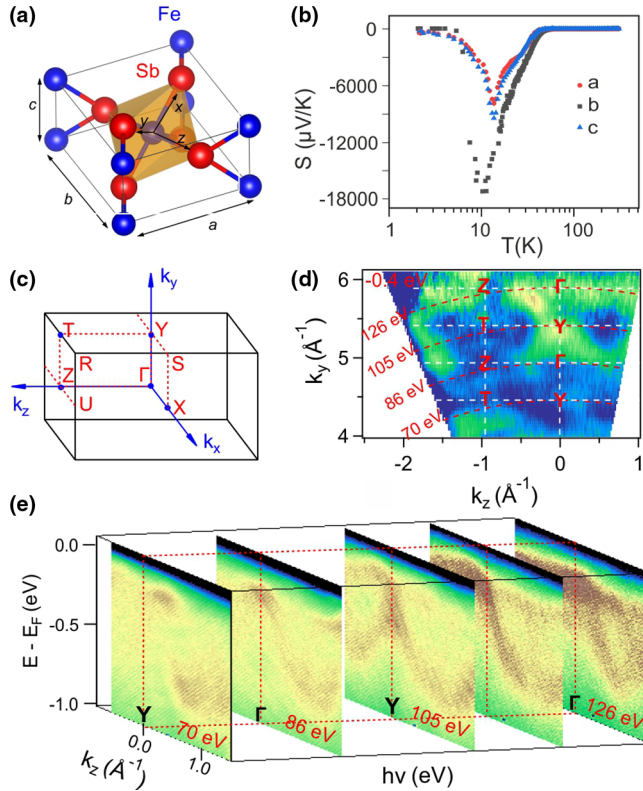 (a)
Fe
Sb
x
y
z
c
b
a
(b)
0
-6000
-12000
-18000
S (μV/K)
a
b
c
1
10
100
T(K)
(c)
k_y
T
Y
R
S
Z
Γ
U
X
k_z
k_x
(d)
6
5
4
k_y (Å⁻¹)
-0.4 eV
126 eV
105 eV
86 eV
70 eV
Z Γ
T Y
Z Γ
T Y
-2 -1 0 1
k_z (Å⁻¹)
(e)
0.0
-0.5
-1.0
E - E_F (eV)
Y
Γ
Y
Γ
70 eV
86 eV
105 eV
126 eV
0.0
1.0
k_z (Å⁻¹)
hν (eV)